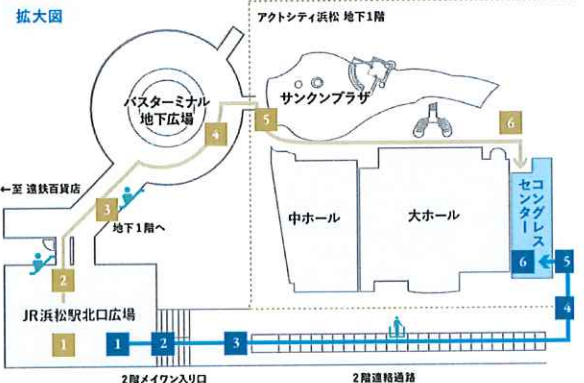 拡大図
アクトシティ浜松 地下1階
バスターミナル
地下広場
サンクンプラザ
4
5
6
←至 遠鉄百貨店
3
地下1階へ
中ホール
大ホール
コングレス
センター
2
6
5
JR浜松駅北口広場
4
1
1
2
3
2階メイワン入り口
2階連絡通路